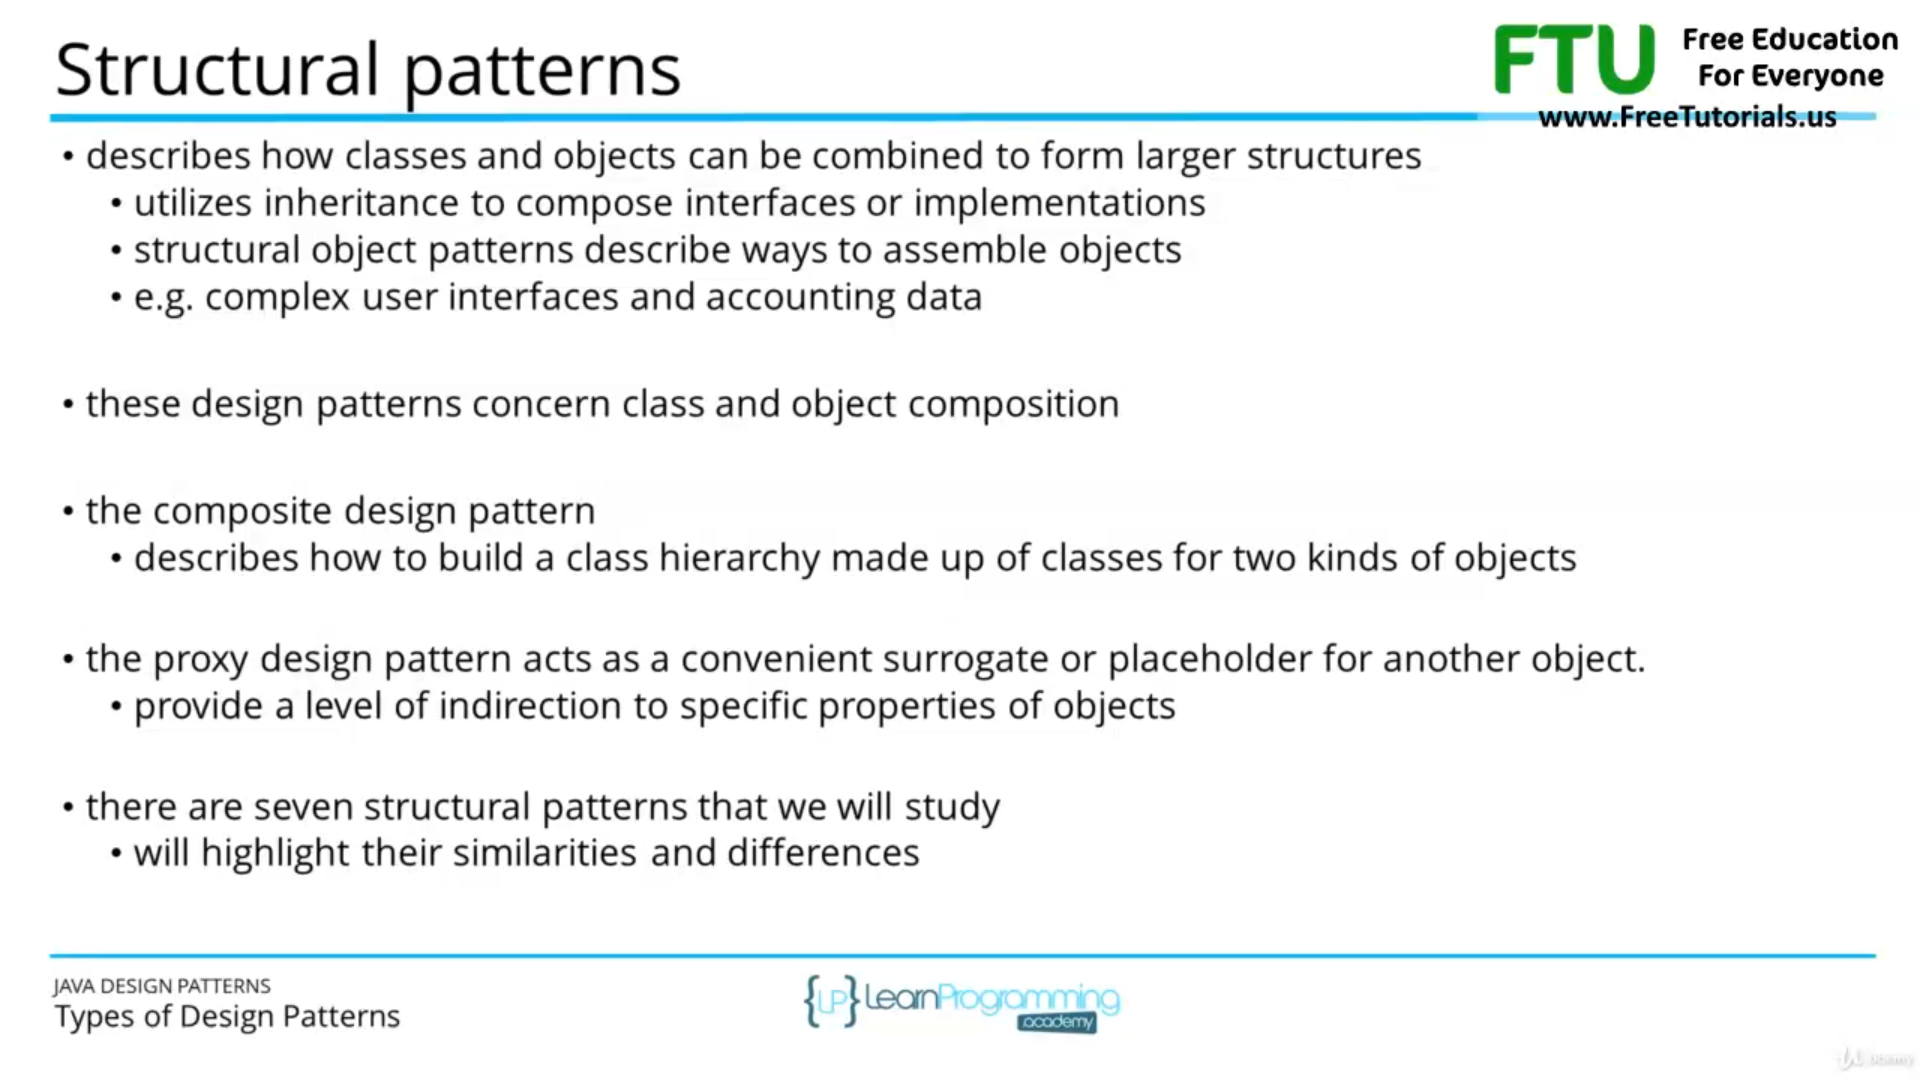 Structural patterns
FTU Free Education
For Everyone
www.FreeTutorials.us
• describes how classes and objects can be combined to form larger structures
• utilizes inheritance to compose interfaces or implementations
• structural object patterns describe ways to assemble objects
• e.g. complex user interfaces and accounting data
• these design patterns concern class and object composition
• the composite design pattern
• describes how to build a class hierarchy made up of classes for two kinds of objects
• the proxy design pattern acts as a convenient surrogate or placeholder for another object.
• provide a level of indirection to specific properties of objects
• there are seven structural patterns that we will study
• will highlight their similarities and differences
JAVA DESIGN PATTERNS
Types of Design Patterns
{LP} LearnProgramming
academy
Udemy